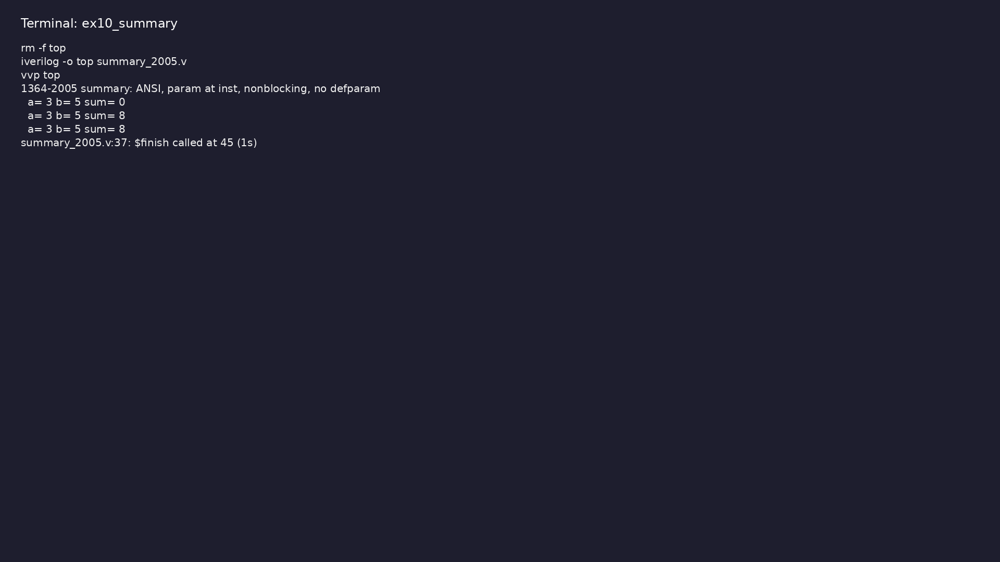 Terminal: ex10_summary
rm -f top
iverilog -o top summary_2005.v
vvp top
1364-2005 summary: ANSI, param at inst, nonblocking, no defparam
a= 3 b= 5 sum= 0
a= 3 b= 5 sum= 8
a= 3 b= 5 sum= 8
summary_2005.v:37: $finish called at 45 (1s)